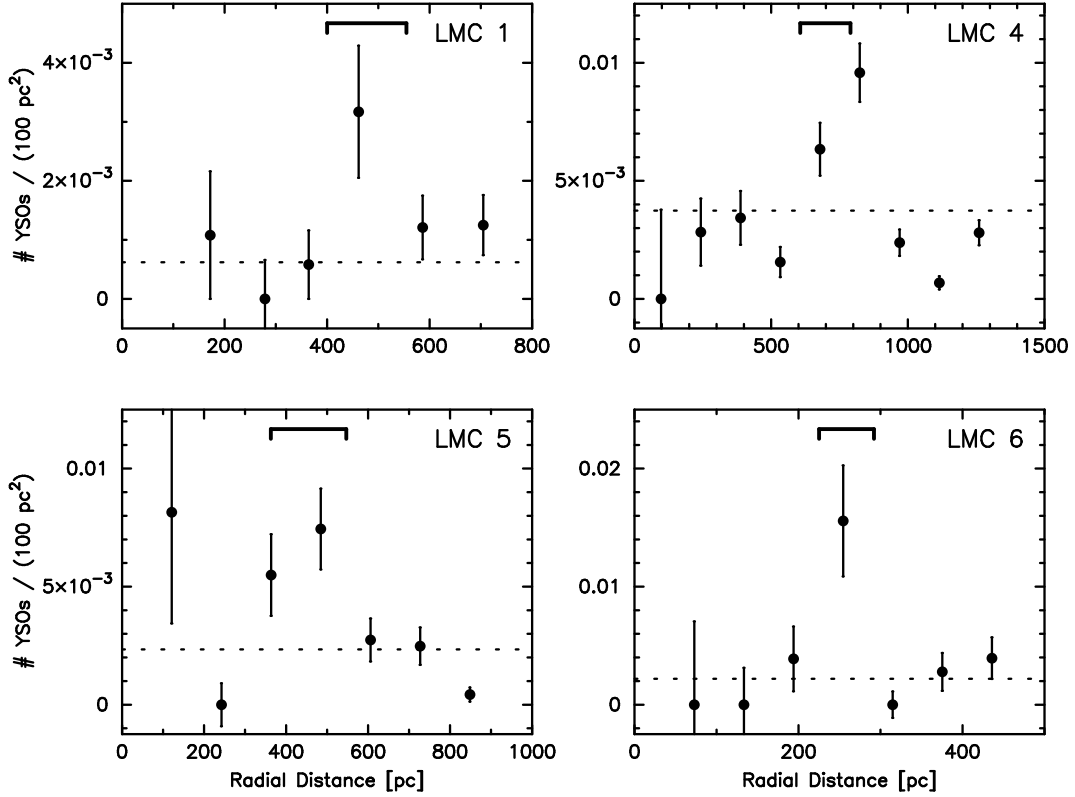 LMC 1
4×10⁻³
2×10⁻³
0
# YSOs / (100 pc²)
0 200 400 600 800
LMC 4
0.01
5×10⁻³
0
0 500 1000 1500
LMC 5
0.01
5×10⁻³
0
# YSOs / (100 pc²)
0 200 400 600 800 1000
Radial Distance [pc]
LMC 6
0.02
0.01
0
0 200 400
Radial Distance [pc]